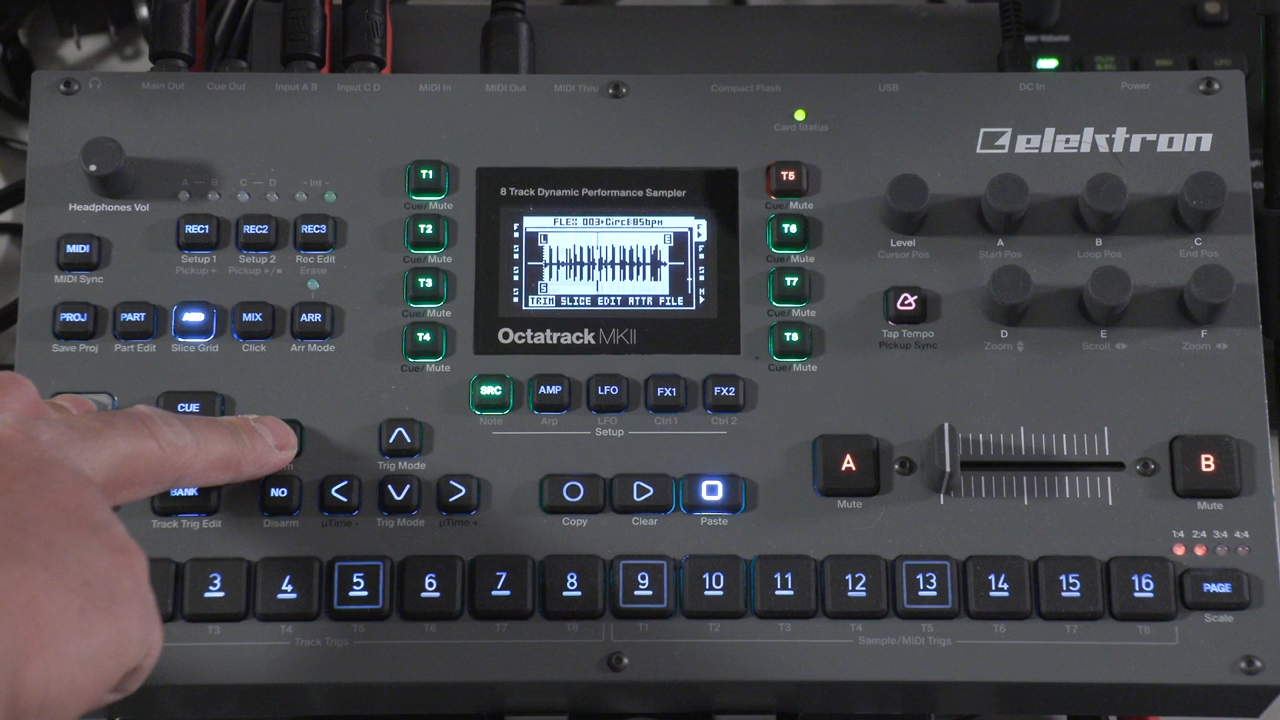 Main Out Cue Out Input A B Input C D MIDI In MIDI Out MIDI Thru Compact Flash USB DC In Power
Card Status
elektron
A — B C — D - Int -
Headphones Vol
REC1 REC2 REC3
Setup 1 Setup 2 Rec Edit
Pickup + Pickup ▸/■ Erase
MIDI
MIDI Sync
PROJ PART AED MIX ARR
Save Proj Part Edit Slice Grid Click Arr Mode
T1
Cue/Mute
T2
Cue/Mute
T3
Cue/Mute
T4
Cue/Mute
8 Track Dynamic Performance Sampler
FLEX 003
TRIM SLICE EDIT ATTR FILE
Octatrack MKII
T5
Cue/Mute
T6
Cue/Mute
T7
Cue/Mute
T8
Cue/Mute
Level A B C
Cursor Pos Start Pos Loop Pos End Pos
Tap Tempo
Pickup Sync
D E F
Zoom Scroll Zoom
SRC AMP LFO FX1 FX2
Note Arp LFO Ctrl 1 Ctrl 2
Setup
CUE
Trig Mode
BANK NO
Track Trig Edit Disarm µTime - Trig Mode µTime +
Copy Clear Paste
A B
Mute Mute
1:4 2:4 3:4 4:4
3 4 5 6 7 8 9 10 11 12 13 14 15 16 PAGE
T3 T4 T5 T6 T7 T8 T1 T2 T3 T4 T5 T6 T7 T8 Scale
Track Trigs Sample/MIDI Trigs